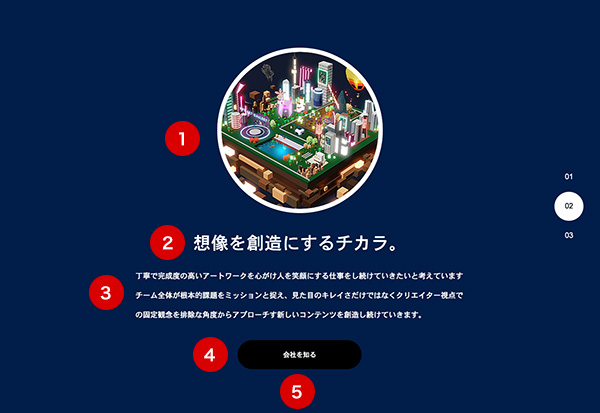 1
01
02
03
2 想像を創造にするチカラ。
丁寧で完成度の高いアートワークを心がけ人を笑顔にする仕事をし続けていきたいと考えています
3 チーム全体が根本的課題をミッションと捉え、見た目のキレイさだけではなくクリエイター視点で
の固定観念を排除な角度からアプローチす新しいコンテンツを創造し続けていきます。
4 会社を知る
5